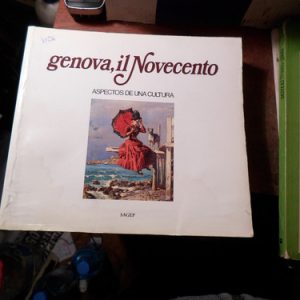 genova, il Novecento
ASPECTOS DE UNA CULTURA
SAGEP